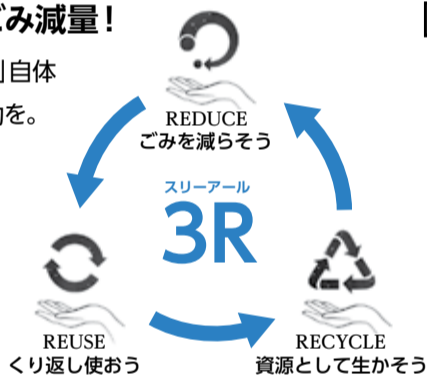 ごみ減量！
自体
を。
REDUCE
ごみを減らそう
スリーアール
3R
REUSE
くり返し使おう
RECYCLE
資源として生かそう